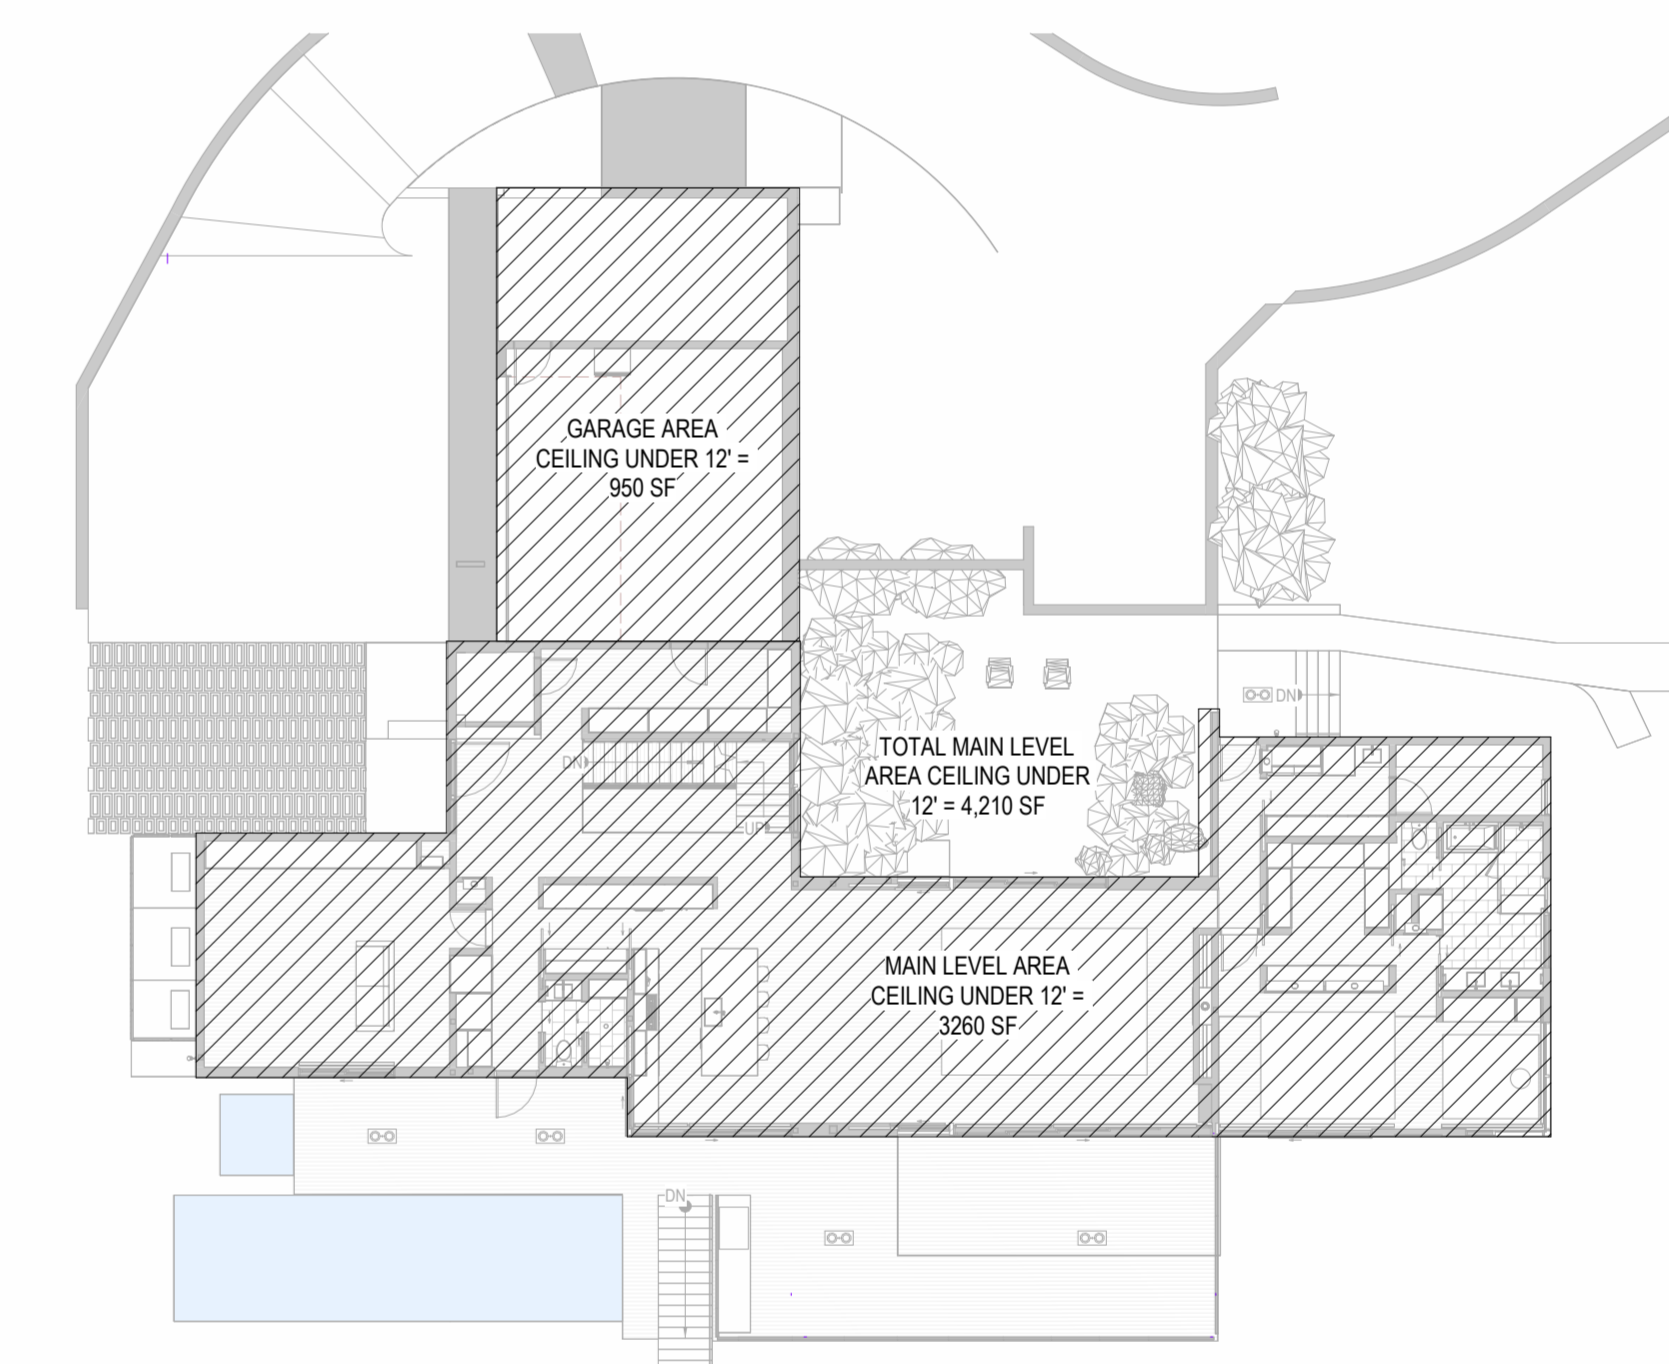 GARAGE AREA
CEILING UNDER 12' =
950 SF
DN
TOTAL MAIN LEVEL
AREA CEILING UNDER
12' = 4,210 SF
DN
UP
MAIN LEVEL AREA
CEILING UNDER 12' =
3260 SF
DN